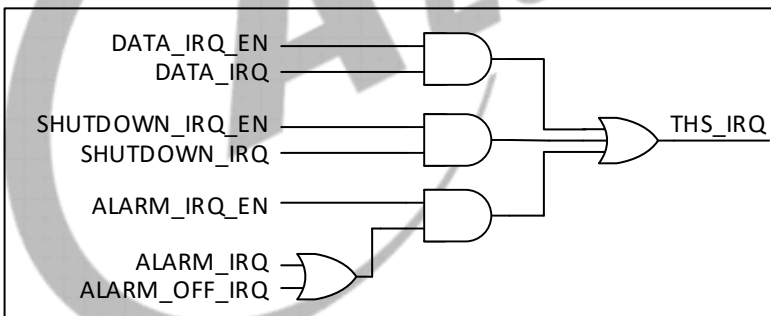 DATA_IRQ_EN
DATA_IRQ
SHUTDOWN_IRQ_EN
THS_IRQ
SHUTDOWN_IRQ
ALARM_IRQ_EN
ALARM_IRQ
ALARM_OFF_IRQ